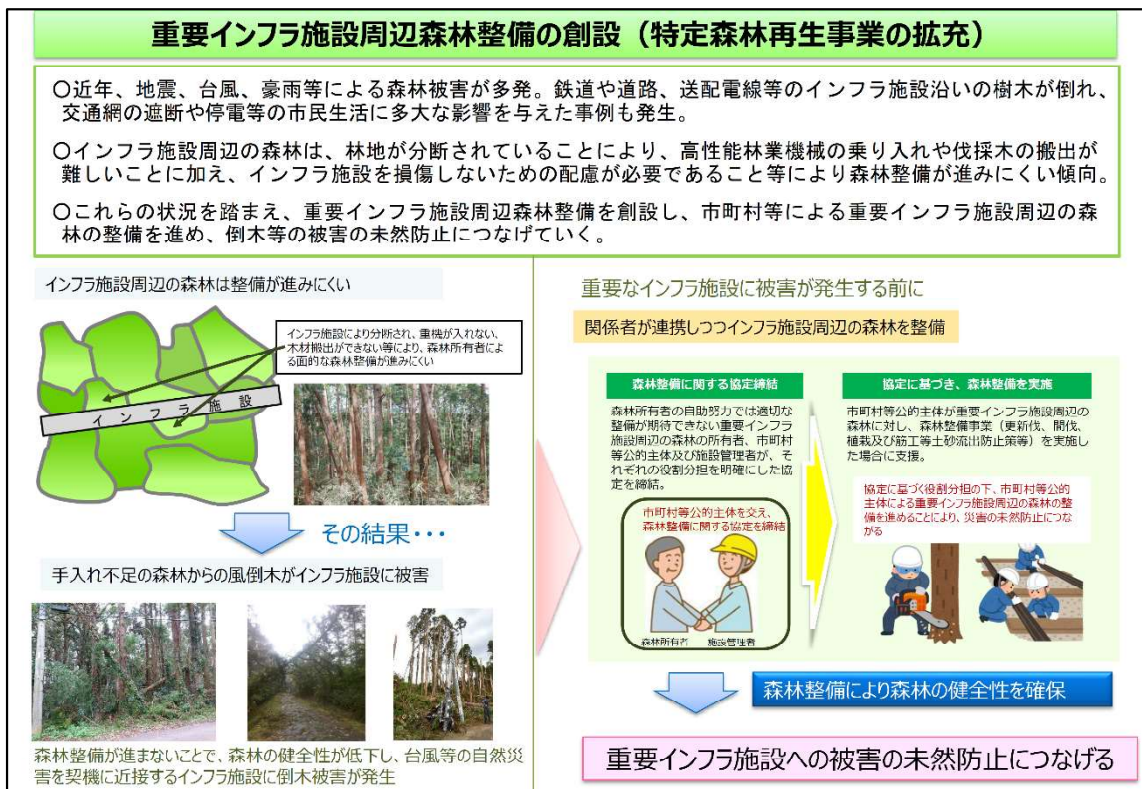 重要インフラ施設周辺森林整備の創設（特定森林再生事業の拡充）
○近年、地震、台風、豪雨等による森林被害が多発。鉄道や道路、送配電線等のインフラ施設沿いの樹木が倒れ、
交通網の遮断や停電等の市民生活に多大な影響を与えた事例も発生。
○インフラ施設周辺の森林は、林地が分断されていることにより、高性能林業機械の乗り入れや伐採木の搬出が
難しいことに加え、インフラ施設を損傷しないための配慮が必要であること等により森林整備が進みにくい傾向。
○これらの状況を踏まえ、重要インフラ施設周辺森林整備を創設し、市町村等による重要インフラ施設周辺の森
林の整備を進め、倒木等の被害の未然防止につなげていく。
インフラ施設周辺の森林は整備が進みにくい
インフラ施設により分断され、重機が入れない、
木材搬出ができない等により、森林所有者によ
る面的な森林整備が進みにくい
インフラ施設
その結果・・・
手入れ不足の森林からの風倒木がインフラ施設に被害
森林整備が進まないことで、森林の健全性が低下し、台風等の自然災
害を契機に近接するインフラ施設に倒木被害が発生
重要なインフラ施設に被害が発生する前に
関係者が連携しつつインフラ施設周辺の森林を整備
森林整備に関する協定締結
森林所有者の自助努力では適切な
整備が期待できない重要インフラ
施設周辺の森林の所有者、市町村
等公的主体及び施設管理者が、そ
れぞれの役割分担を明確にした協
定を締結。
市町村等公的主体を交え、
森林整備に関する協定を締結
森林所有者 施設管理者
協定に基づき、森林整備を実施
市町村等公的主体が重要インフラ施設周辺の
森林に対し、森林整備事業（更新伐、間伐、
植栽及び筋工等土砂流出防止策等）を実施し
た場合に支援。
協定に基づく役割分担の下、市町村等公的
主体による重要インフラ施設周辺の森林の整
備を進めることにより、災害の未然防止につな
がる
森林整備により森林の健全性を確保
重要インフラ施設への被害の未然防止につなげる